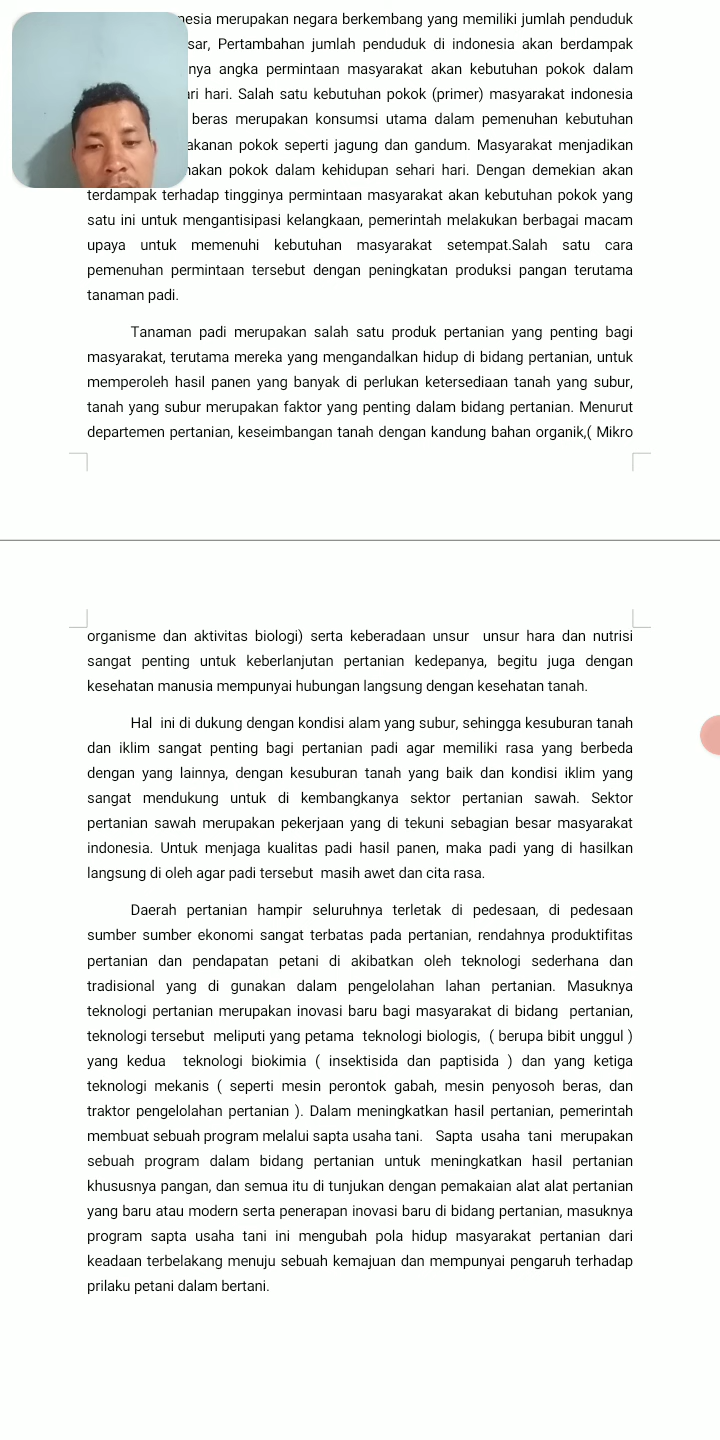 nesia merupakan negara berkembang yang memiliki jumlah penduduk
sar, Pertambahan jumlah penduduk di indonesia akan berdampak
nya angka permintaan masyarakat akan kebutuhan pokok dalam
ari hari. Salah satu kebutuhan pokok (primer) masyarakat indonesia
beras merupakan konsumsi utama dalam pemenuhan kebutuhan
akanan pokok seperti jagung dan gandum. Masyarakat menjadikan
makan pokok dalam kehidupan sehari hari. Dengan demekian akan
terdampak terhadap tingginya permintaan masyarakat akan kebutuhan pokok yang
satu ini untuk mengantisipasi kelangkaan, pemerintah melakukan berbagai macam
upaya untuk memenuhi kebutuhan masyarakat setempat.Salah satu cara
pemenuhan permintaan tersebut dengan peningkatan produksi pangan terutama
tanaman padi.
Tanaman padi merupakan salah satu produk pertanian yang penting bagi
masyarakat, terutama mereka yang mengandalkan hidup di bidang pertanian, untuk
memperoleh hasil panen yang banyak di perlukan ketersediaan tanah yang subur,
tanah yang subur merupakan faktor yang penting dalam bidang pertanian. Menurut
departemen pertanian, keseimbangan tanah dengan kandung bahan organik,( Mikro
organisme dan aktivitas biologi) serta keberadaan unsur unsur hara dan nutrisi
sangat penting untuk keberlanjutan pertanian kedepanya, begitu juga dengan
kesehatan manusia mempunyai hubungan langsung dengan kesehatan tanah.
Hal ini di dukung dengan kondisi alam yang subur, sehingga kesuburan tanah
dan iklim sangat penting bagi pertanian padi agar memiliki rasa yang berbeda
dengan yang lainnya, dengan kesuburan tanah yang baik dan kondisi iklim yang
sangat mendukung untuk di kembangkanya sektor pertanian sawah. Sektor
pertanian sawah merupakan pekerjaan yang di tekuni sebagian besar masyarakat
indonesia. Untuk menjaga kualitas padi hasil panen, maka padi yang di hasilkan
langsung di oleh agar padi tersebut masih awet dan cita rasa.
Daerah pertanian hampir seluruhnya terletak di pedesaan, di pedesaan
sumber sumber ekonomi sangat terbatas pada pertanian, rendahnya produktifitas
pertanian dan pendapatan petani di akibatkan oleh teknologi sederhana dan
tradisional yang di gunakan dalam pengelolahan lahan pertanian. Masuknya
teknologi pertanian merupakan inovasi baru bagi masyarakat di bidang pertanian,
teknologi tersebut meliputi yang petama teknologi biologis, ( berupa bibit unggul )
yang kedua teknologi biokimia ( insektisida dan paptisida ) dan yang ketiga
teknologi mekanis ( seperti mesin perontok gabah, mesin penyosoh beras, dan
traktor pengelolahan pertanian ). Dalam meningkatkan hasil pertanian, pemerintah
membuat sebuah program melalui sapta usaha tani. Sapta usaha tani merupakan
sebuah program dalam bidang pertanian untuk meningkatkan hasil pertanian
khususnya pangan, dan semua itu di tunjukan dengan pemakaian alat alat pertanian
yang baru atau modern serta penerapan inovasi baru di bidang pertanian, masuknya
program sapta usaha tani ini mengubah pola hidup masyarakat pertanian dari
keadaan terbelakang menuju sebuah kemajuan dan mempunyai pengaruh terhadap
prilaku petani dalam bertani.